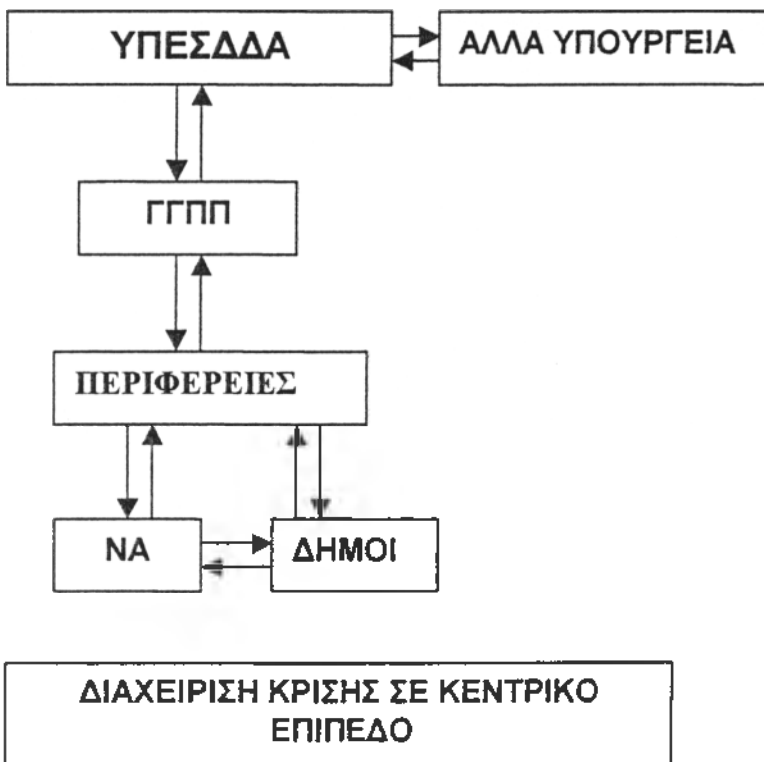 ΥΠΕΣΔΔΑ
ΑΛΛΑ ΥΠΟΥΡΓΕΙΑ
ΓΓΠΠ
ΠΕΡΙΦΕΡΕΙΕΣ
ΝΑ
ΔΗΜΟΙ
ΔΙΑΧΕΙΡΙΣΗ ΚΡΙΣΗΣ ΣΕ ΚΕΝΤΡΙΚΟ
ΕΠΙΠΕΔΟ